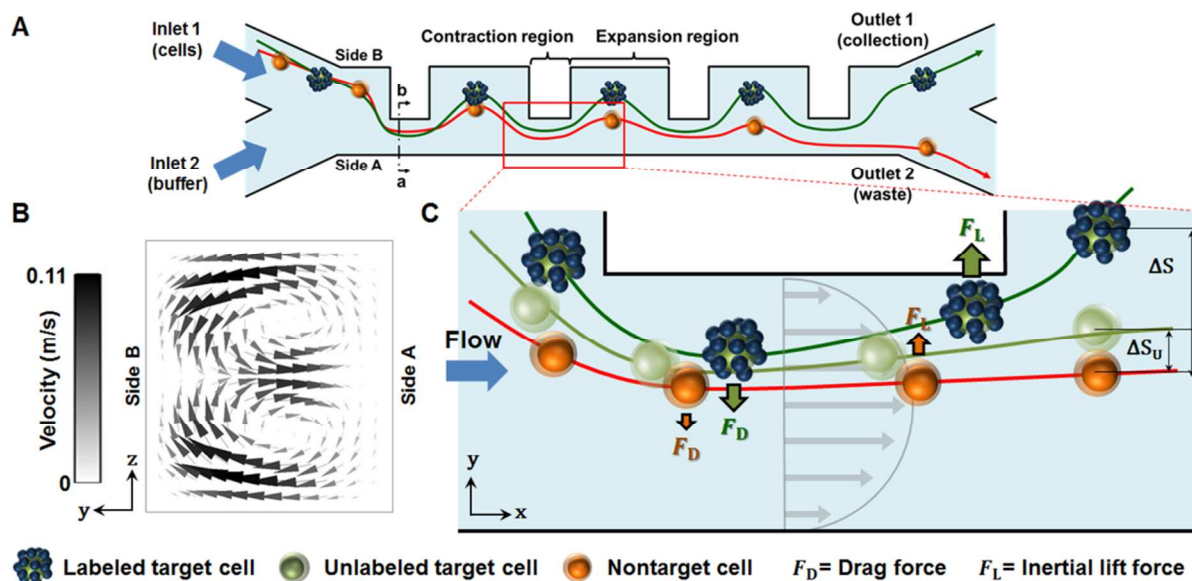 A
Inlet 1
(cells)
Side B
Contraction region
Expansion region
Outlet 1
(collection)
b
a
Inlet 2
(buffer)
Side A
Outlet 2
(waste)
B
0.11
Velocity (m/s)
0
Side B
Side A
z
y
C
Flow
F_L
F_L
F_D
F_D
ΔS
ΔS_U
y
x
Labeled target cell Unlabeled target cell Nontarget cell F_D= Drag force F_L= Inertial lift force